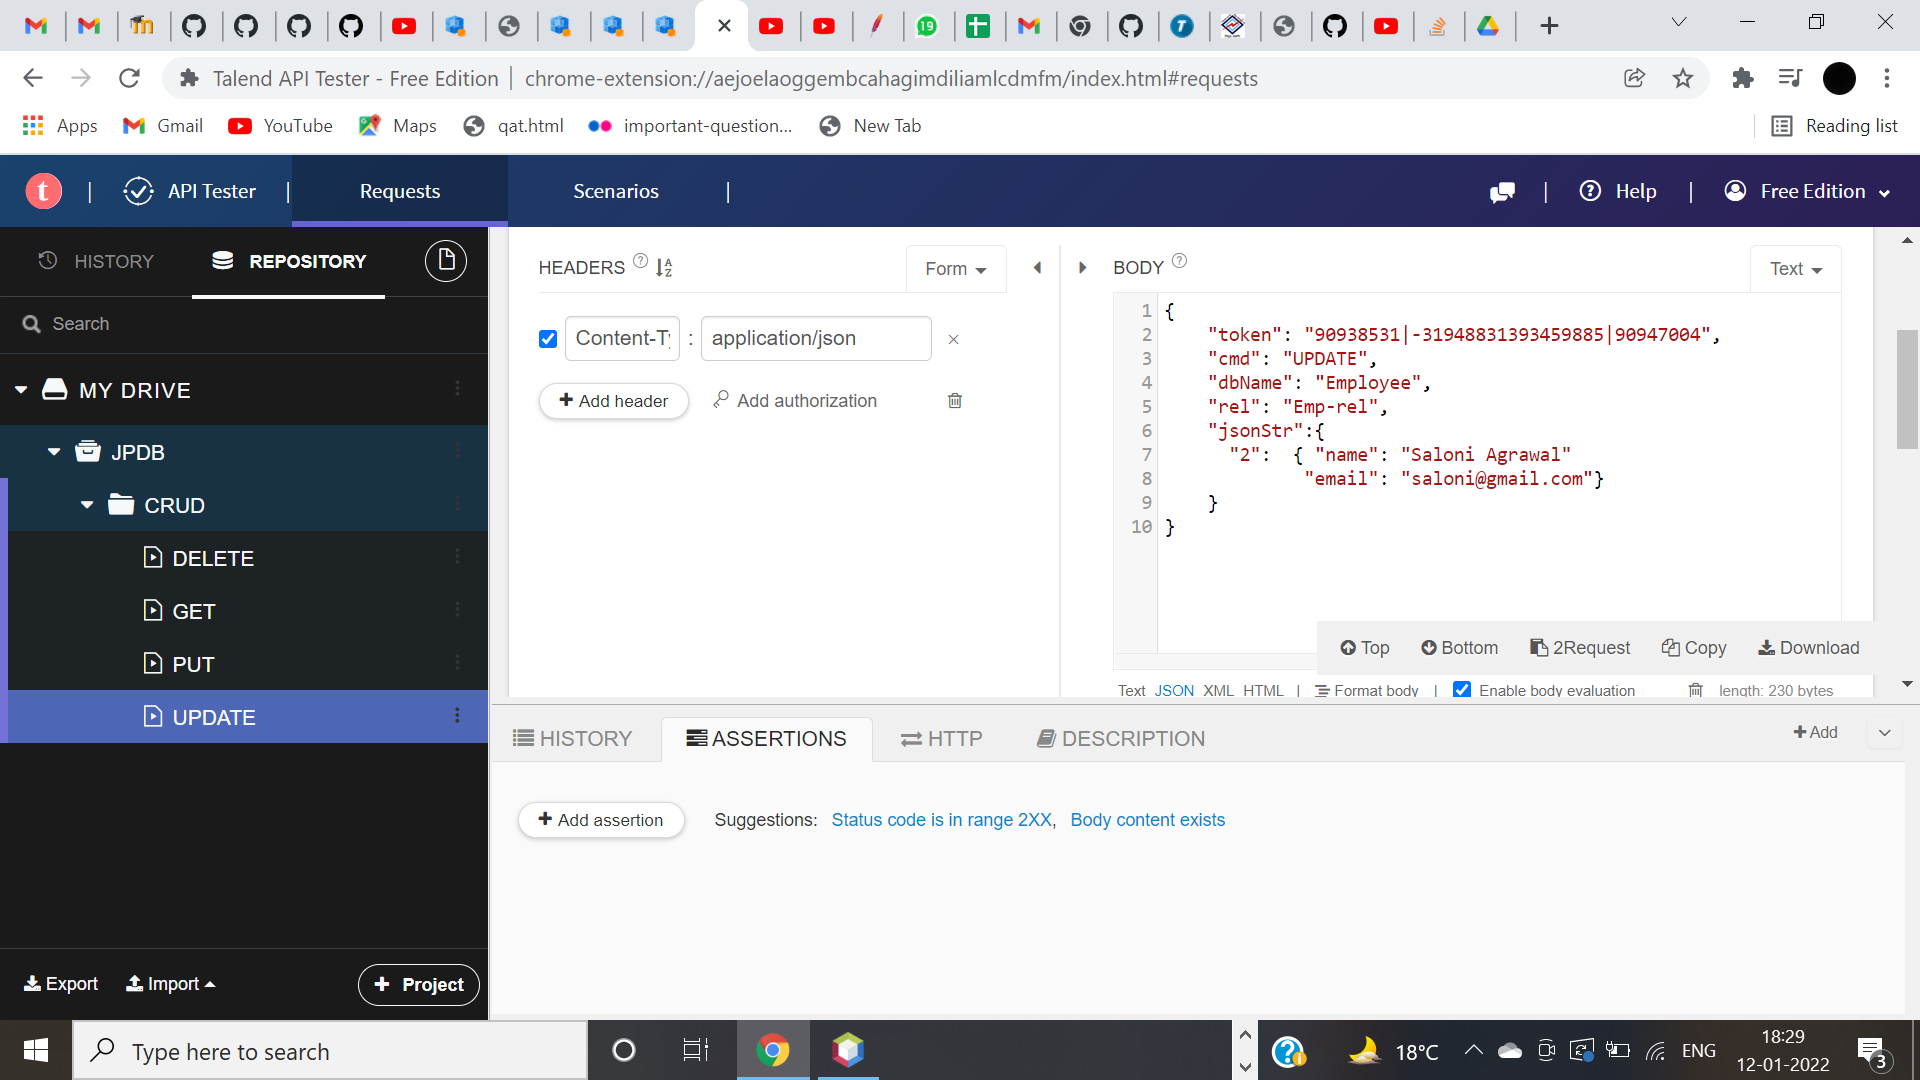 19
Talend API Tester - Free Edition | chrome-extension://aejoelaoggembcahagimdiliamlcdmfm/index.html#requests
Apps Gmail YouTube Maps qat.html important-question... New Tab Reading list
t | API Tester | Requests Scenarios | | Help | Free Edition
HISTORY REPOSITORY
Search
MY DRIVE
JPDB
CRUD
DELETE
GET
PUT
UPDATE
Export Import + Project
HEADERS ? Form
Content-Ty : application/json ×
+ Add header Add authorization
BODY ? Text
1 {
2 "token": "90938531|-31948831393459885|90947004",
3 "cmd": "UPDATE",
4 "dbName": "Employee",
5 "rel": "Emp-rel",
6 "jsonStr":{
7 "2": { "name": "Saloni Agrawal"
8 "email": "saloni@gmail.com"}
9 }
10 }
Top Bottom 2Request Copy Download
Text JSON XML HTML | Format body | Enable body evaluation length: 230 bytes
HISTORY ASSERTIONS HTTP DESCRIPTION + Add
+ Add assertion Suggestions: Status code is in range 2XX, Body content exists
Type here to search
18°C ENG
18:29
12-01-2022
3